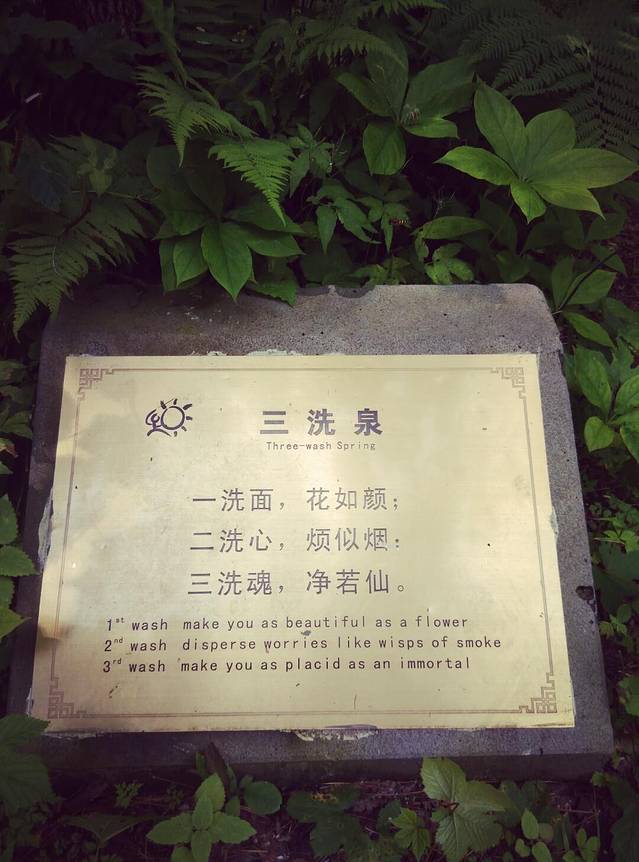 三洗泉
Three-wash Spring
一洗面，花如颜；
二洗心，烦似烟：
三洗魂，净若仙。
1st wash make you as beautiful as a flower
2nd wash disperse worries like wisps of smoke
3rd wash make you as placid as an immortal